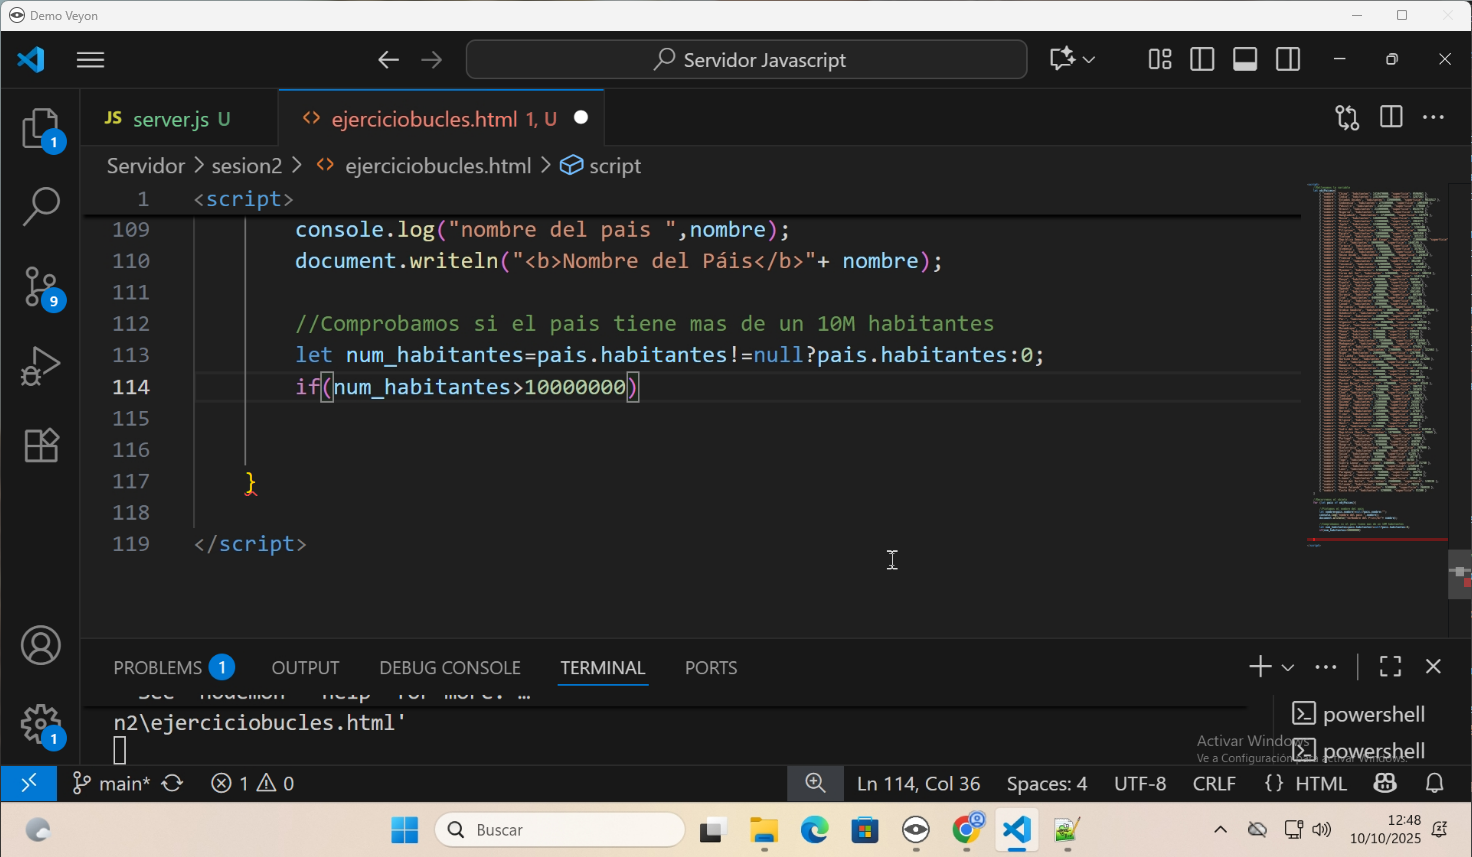 Demo Veyon
Servidor Javascript
JS server.js U
<> ejerciciobucles.html 1, U
Servidor > sesion2 > <> ejerciciobucles.html > script
1 <script>
109 console.log("nombre del pais ",nombre);
110 document.writeln("<b>Nombre del Páis</b>"+ nombre);
111
112 //Comprobamos si el pais tiene mas de un 10M habitantes
113 let num_habitantes=pais.habitantes!=null?pais.habitantes:0;
114 if(num_habitantes>10000000)
115
116
117 }
118
119 </script>
PROBLEMS 1 OUTPUT DEBUG CONSOLE TERMINAL PORTS
n2\ejerciciobucles.html'
powershell
powershell
Activar Windows
Ve a Configuración para activar Windows.
main* 1 0 Ln 114, Col 36 Spaces: 4 UTF-8 CRLF {} HTML
Buscar
12:48
10/10/2025
1
9
1